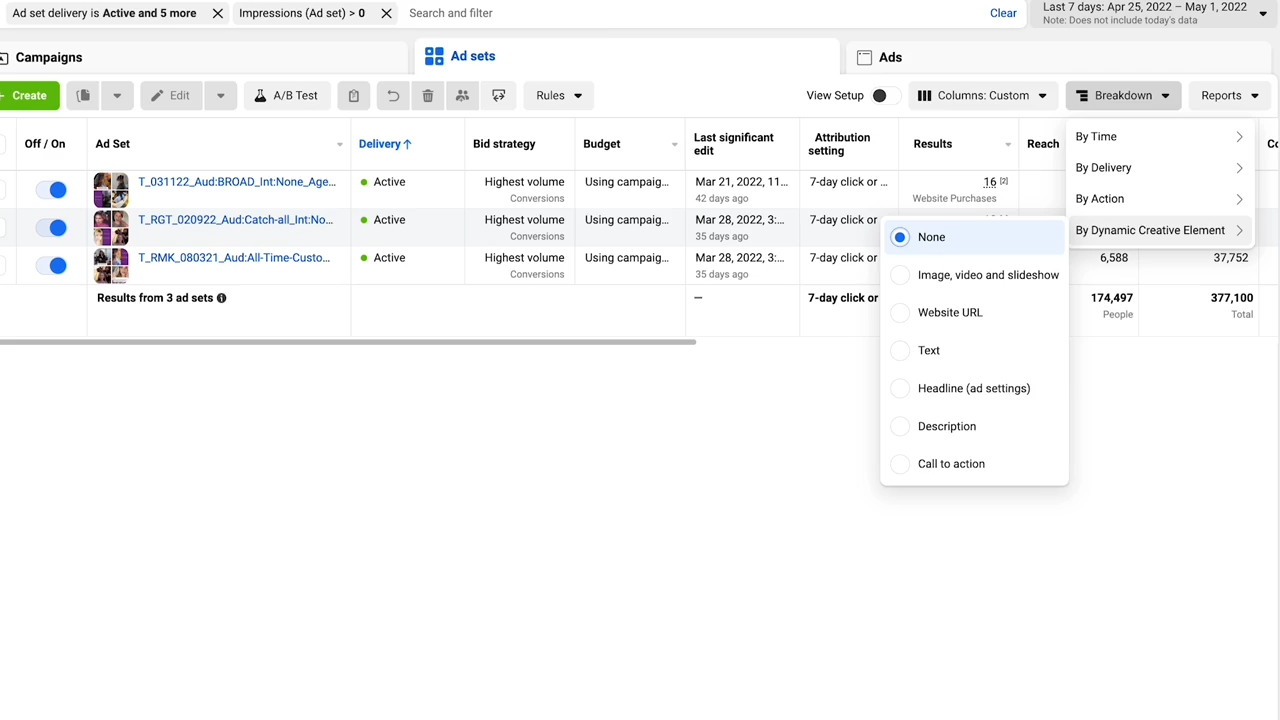 Ad set delivery is Active and 5 more
Impressions (Ad set) > 0
Search and filter
Clear
Last 7 days: Apr 25, 2022 – May 1, 2022
Note: Does not include today's data
Campaigns
Ad sets
Ads
Create
Edit
A/B Test
Rules
View Setup
Columns: Custom
Breakdown
Reports
Off / On
Ad Set
Delivery↑
Bid strategy
Budget
Last significant
edit
Attribution
setting
Results
Reach
By Time
By Delivery
By Action
By Dynamic Creative Element
T_031122_Aud:BROAD_Int:None_Age...
Active
Highest volume
Conversions
Using campaig...
Mar 21, 2022, 11...
42 days ago
7-day click or ...
16 [2]
Website Purchases
T_RGT_020922_Aud:Catch-all_Int:No...
Active
Highest volume
Conversions
Using campaig...
Mar 28, 2022, 3:...
35 days ago
7-day click or
T_RMK_080321_Aud:All-Time-Custo...
Active
Highest volume
Conversions
Using campaig...
Mar 28, 2022, 3:...
35 days ago
7-day click or
6,588
37,752
Results from 3 ad sets
—
7-day click or
174,497
People
377,100
Total
None
Image, video and slideshow
Website URL
Text
Headline (ad settings)
Description
Call to action